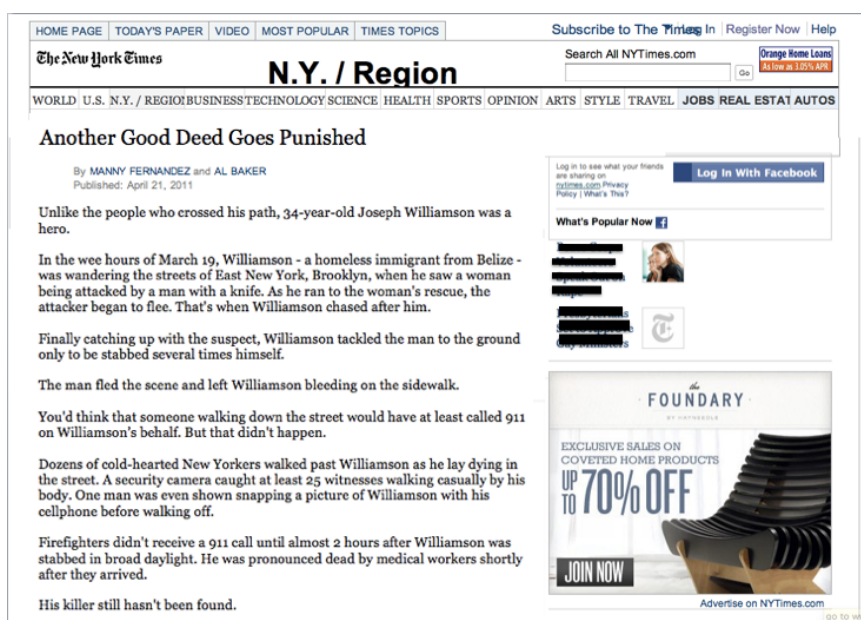 HOME PAGE TODAY'S PAPER VIDEO MOST POPULAR TIMES TOPICS
Subscribe to The Times Log In Register Now Help
The New York Times
N.Y. / Region
Search All NYTimes.com
Go
Orange Home Loans
As low as 3.05% APR
WORLD U.S. N.Y. / REGION BUSINESS TECHNOLOGY SCIENCE HEALTH SPORTS OPINION ARTS STYLE TRAVEL JOBS REAL ESTAT AUTOS
Another Good Deed Goes Punished
By MANNY FERNANDEZ and AL BAKER
Published: April 21, 2011
Unlike the people who crossed his path, 34-year-old Joseph Williamson was a
hero.
In the wee hours of March 19, Williamson - a homeless immigrant from Belize -
was wandering the streets of East New York, Brooklyn, when he saw a woman
being attacked by a man with a knife. As he ran to the woman's rescue, the
attacker began to flee. That's when Williamson chased after him.
Finally catching up with the suspect, Williamson tackled the man to the ground
only to be stabbed several times himself.
The man fled the scene and left Williamson bleeding on the sidewalk.
You'd think that someone walking down the street would have at least called 911
on Williamson's behalf. But that didn't happen.
Dozens of cold-hearted New Yorkers walked past Williamson as he lay dying in
the street. A security camera caught at least 25 witnesses walking casually by his
body. One man was even shown snapping a picture of Williamson with his
cellphone before walking off.
Firefighters didn't receive a 911 call until almost 2 hours after Williamson was
stabbed in broad daylight. He was pronounced dead by medical workers shortly
after they arrived.
His killer still hasn't been found.
Log in to see what your friends
are sharing on
nytimes.com Privacy
Policy | What's This?
Log In With Facebook
What's Popular Now
the
FOUNDARY
EXCLUSIVE SALES ON
COVETED HOME PRODUCTS
UP TO 70% OFF
JOIN NOW
Advertise on NYTimes.com